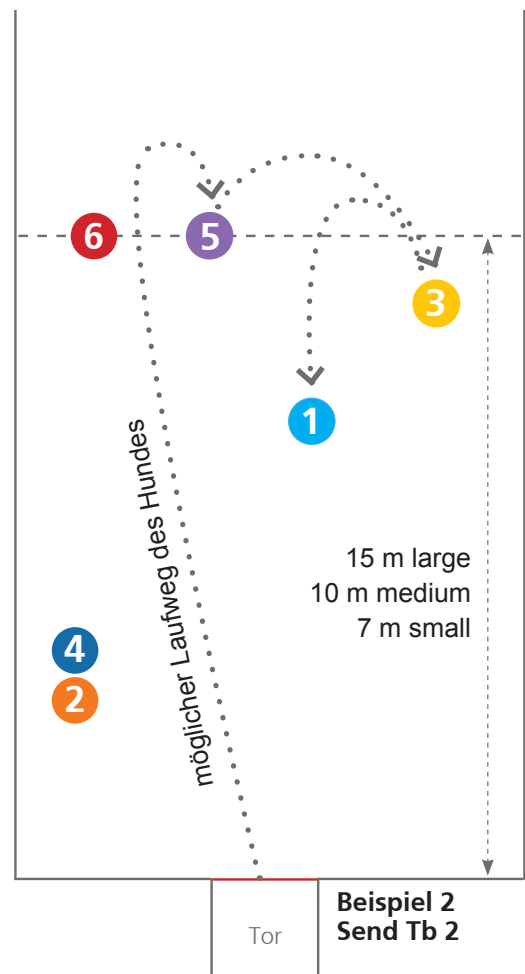 6
5
3
1
möglicher Laufweg des Hundes
15 m large
10 m medium
7 m small
4
2
Tor
Beispiel 2
Send Tb 2